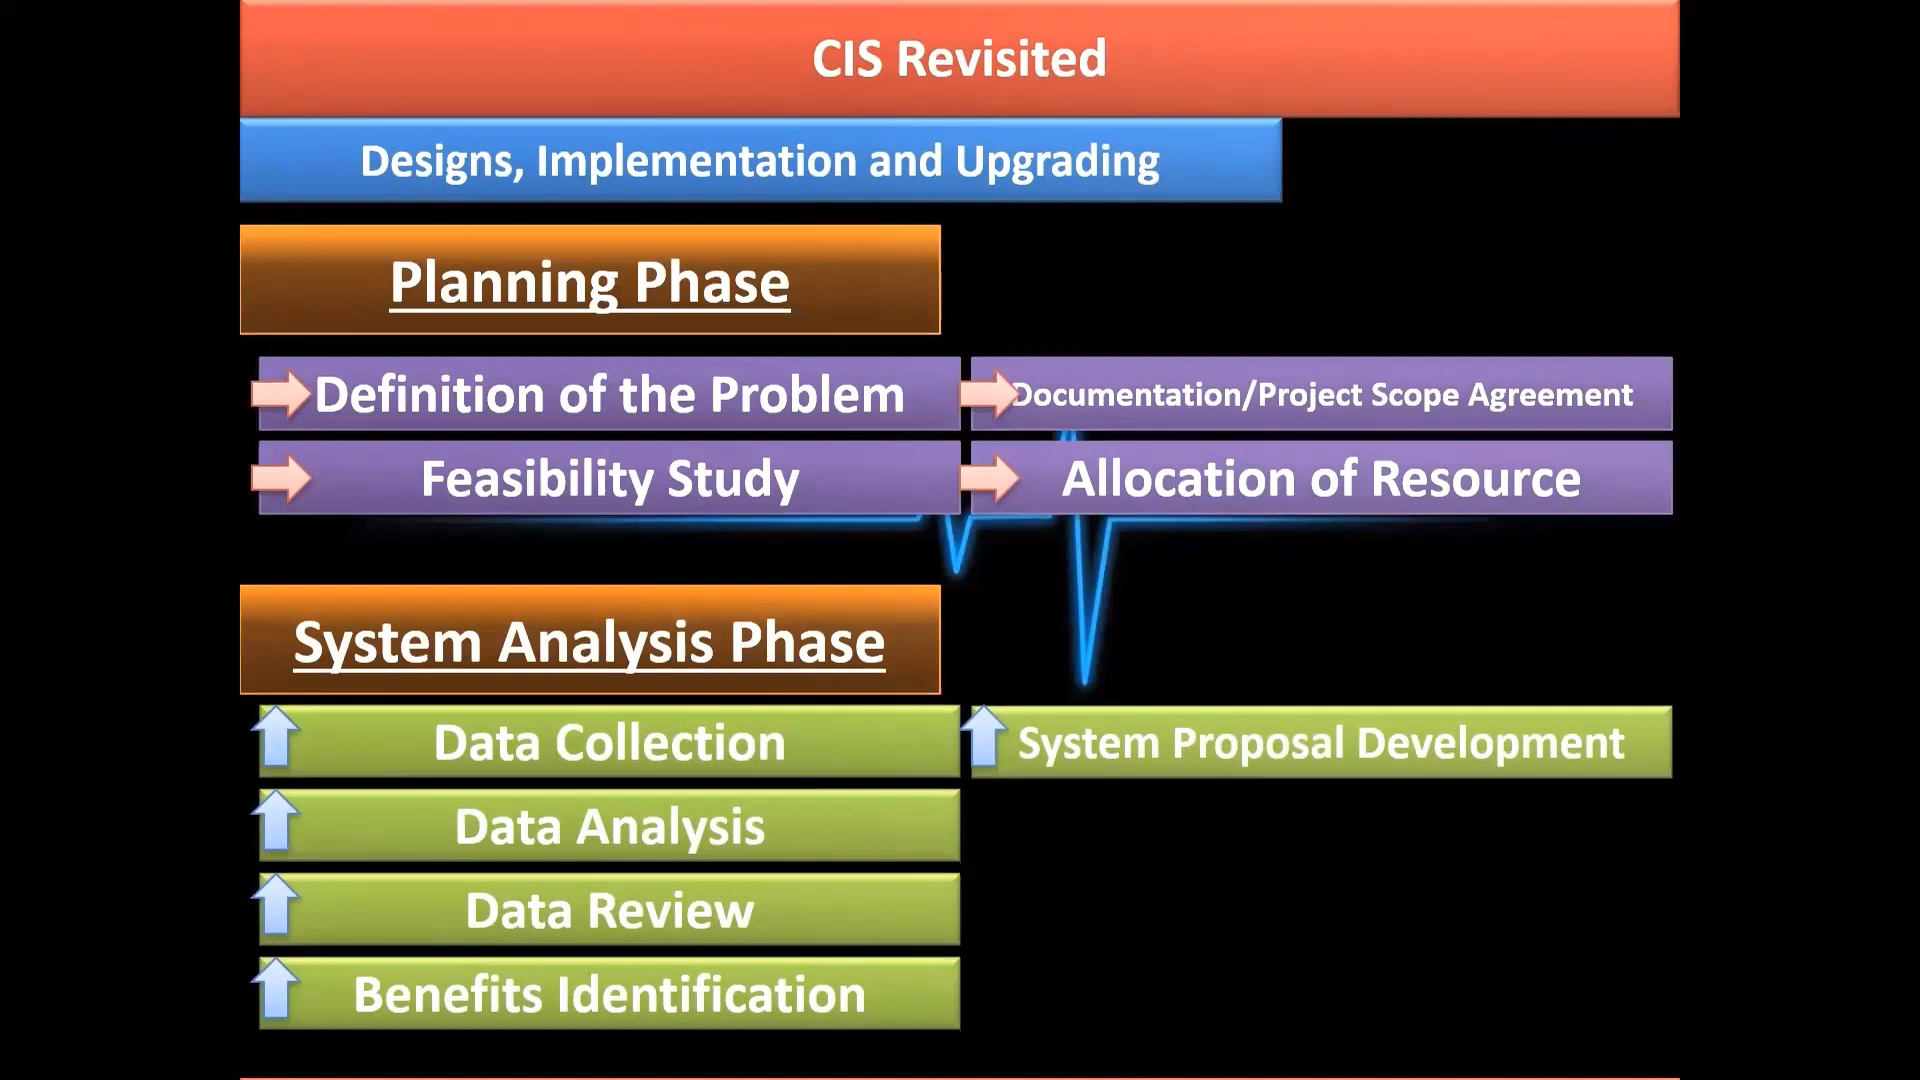 CIS Revisited
Designs, Implementation and Upgrading
Planning Phase
Definition of the Problem
Documentation/Project Scope Agreement
Feasibility Study
Allocation of Resource
System Analysis Phase
Data Collection
System Proposal Development
Data Analysis
Data Review
Benefits Identification